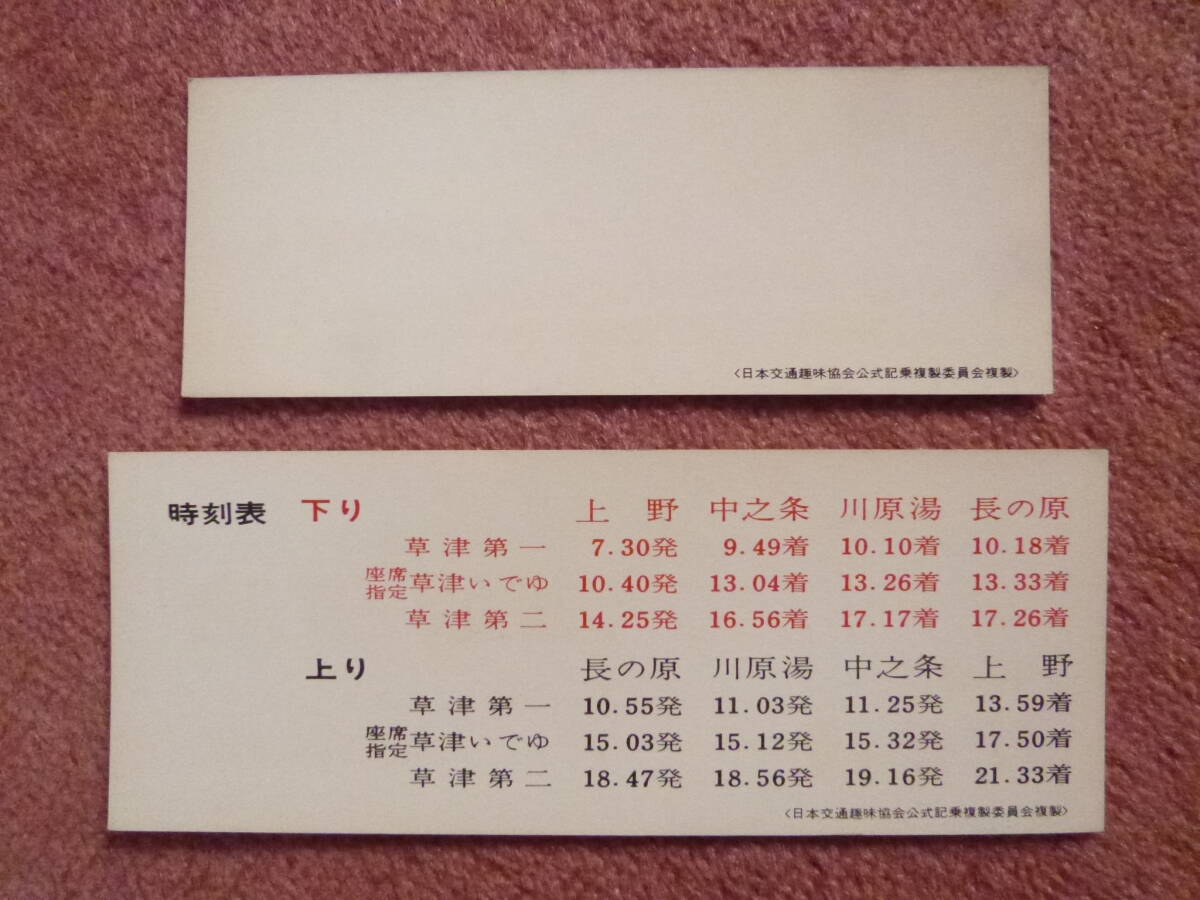 〈日本交通趣味協会公式記乗複製委員会複製〉
時刻表 下り 上野 中之条 川原湯 長の原
草津第一 7.30発 9.49着 10.10着 10.18着
座席指定 草津いでゆ 10.40発 13.04着 13.26着 13.33着
草津第二 14.25発 16.56着 17.17着 17.26着
上り 長の原 川原湯 中之条 上野
草津第一 10.55発 11.03発 11.25発 13.59着
座席指定 草津いでゆ 15.03発 15.12発 15.32発 17.50着
草津第二 18.47発 18.56発 19.16発 21.33着
〈日本交通趣味協会公式記乗複製委員会複製〉